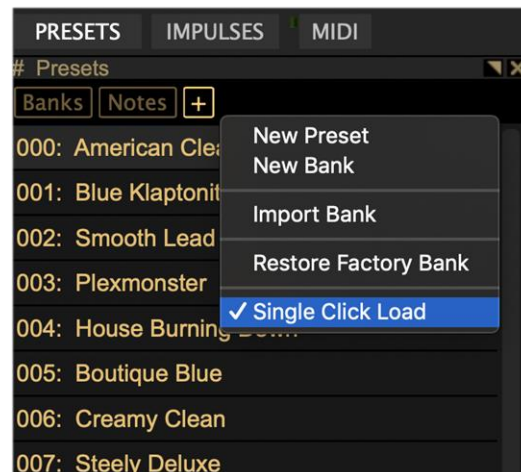 PRESETS IMPULSES MIDI
# Presets
Banks Notes +
000: American Clea
New Preset
New Bank
001: Blue Klaptonit
Import Bank
002: Smooth Lead
Restore Factory Bank
003: Plexmonster
✓ Single Click Load
004: House Burning
005: Boutique Blue
006: Creamy Clean
007: Steely Deluxe